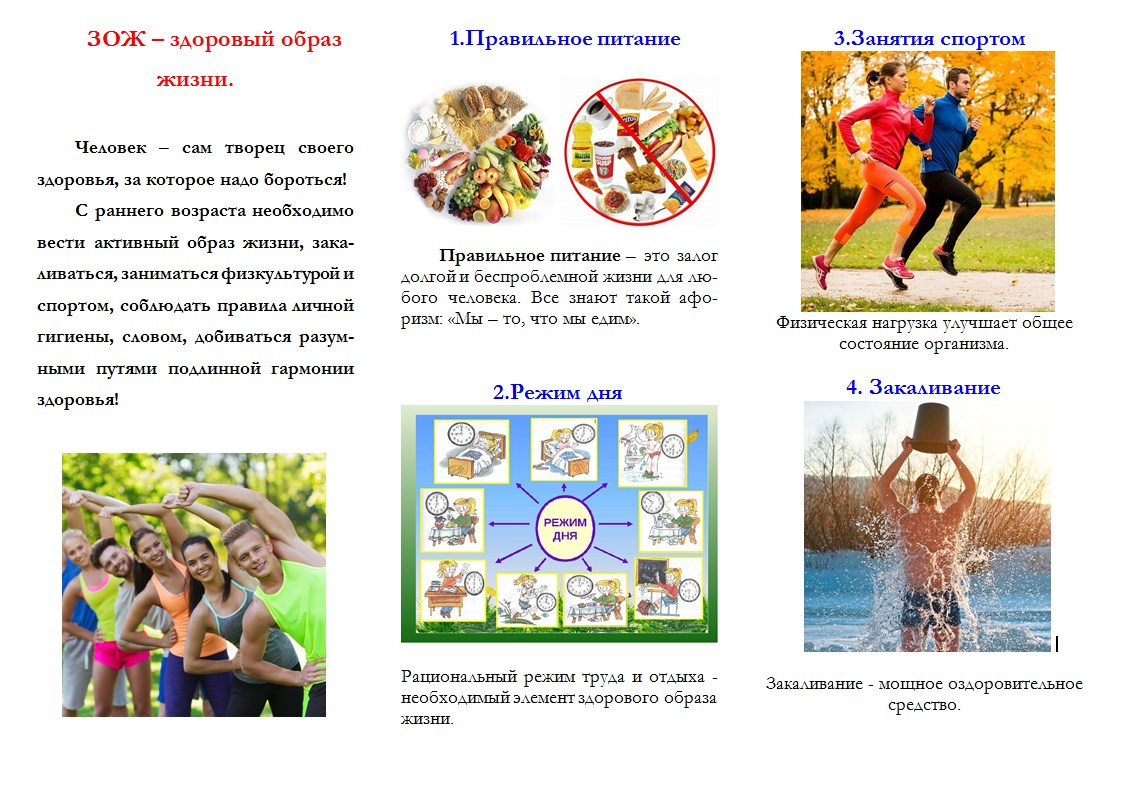 ЗОЖ – здоровый образ
жизни.
Человек – сам творец своего
здоровья, за которое надо бороться!
С раннего возраста необходимо
вести активный образ жизни, зака-
ливаться, заниматься физкультурой и
спортом, соблюдать правила личной
гигиены, словом, добиваться разум-
ными путями подлинной гармонии
здоровья!
1.Правильное питание
Правильное питание – это залог
долгой и беспроблемной жизни для лю-
бого человека. Все знают такой афо-
ризм: «Мы – то, что мы едим».
2.Режим дня
РЕЖИМ
ДНЯ
Рациональный режим труда и отдыха -
необходимый элемент здорового образа
жизни.
3.Занятия спортом
Физическая нагрузка улучшает общее
состояние организма.
4. Закаливание
Закаливание - мощное оздоровительное
средство.